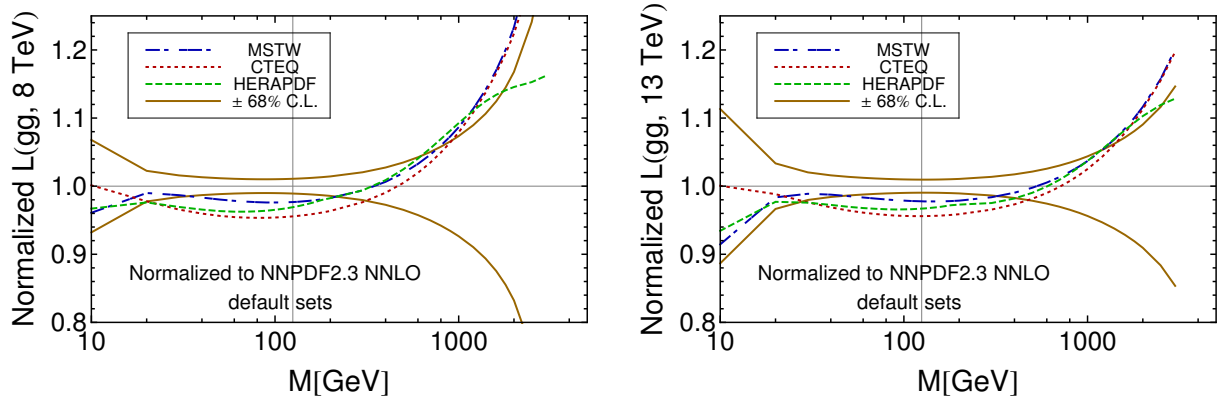 Normalized L(gg, 8 TeV)
1.2
1.1
1.0
0.9
0.8
MSTW
CTEQ
HERAPDF
± 68% C.L.
Normalized to NNPDF2.3 NNLO
default sets
10
100
1000
M[GeV]
Normalized L(gg, 13 TeV)
1.2
1.1
1.0
0.9
0.8
MSTW
CTEQ
HERAPDF
± 68% C.L.
Normalized to NNPDF2.3 NNLO
default sets
10
100
1000
M[GeV]